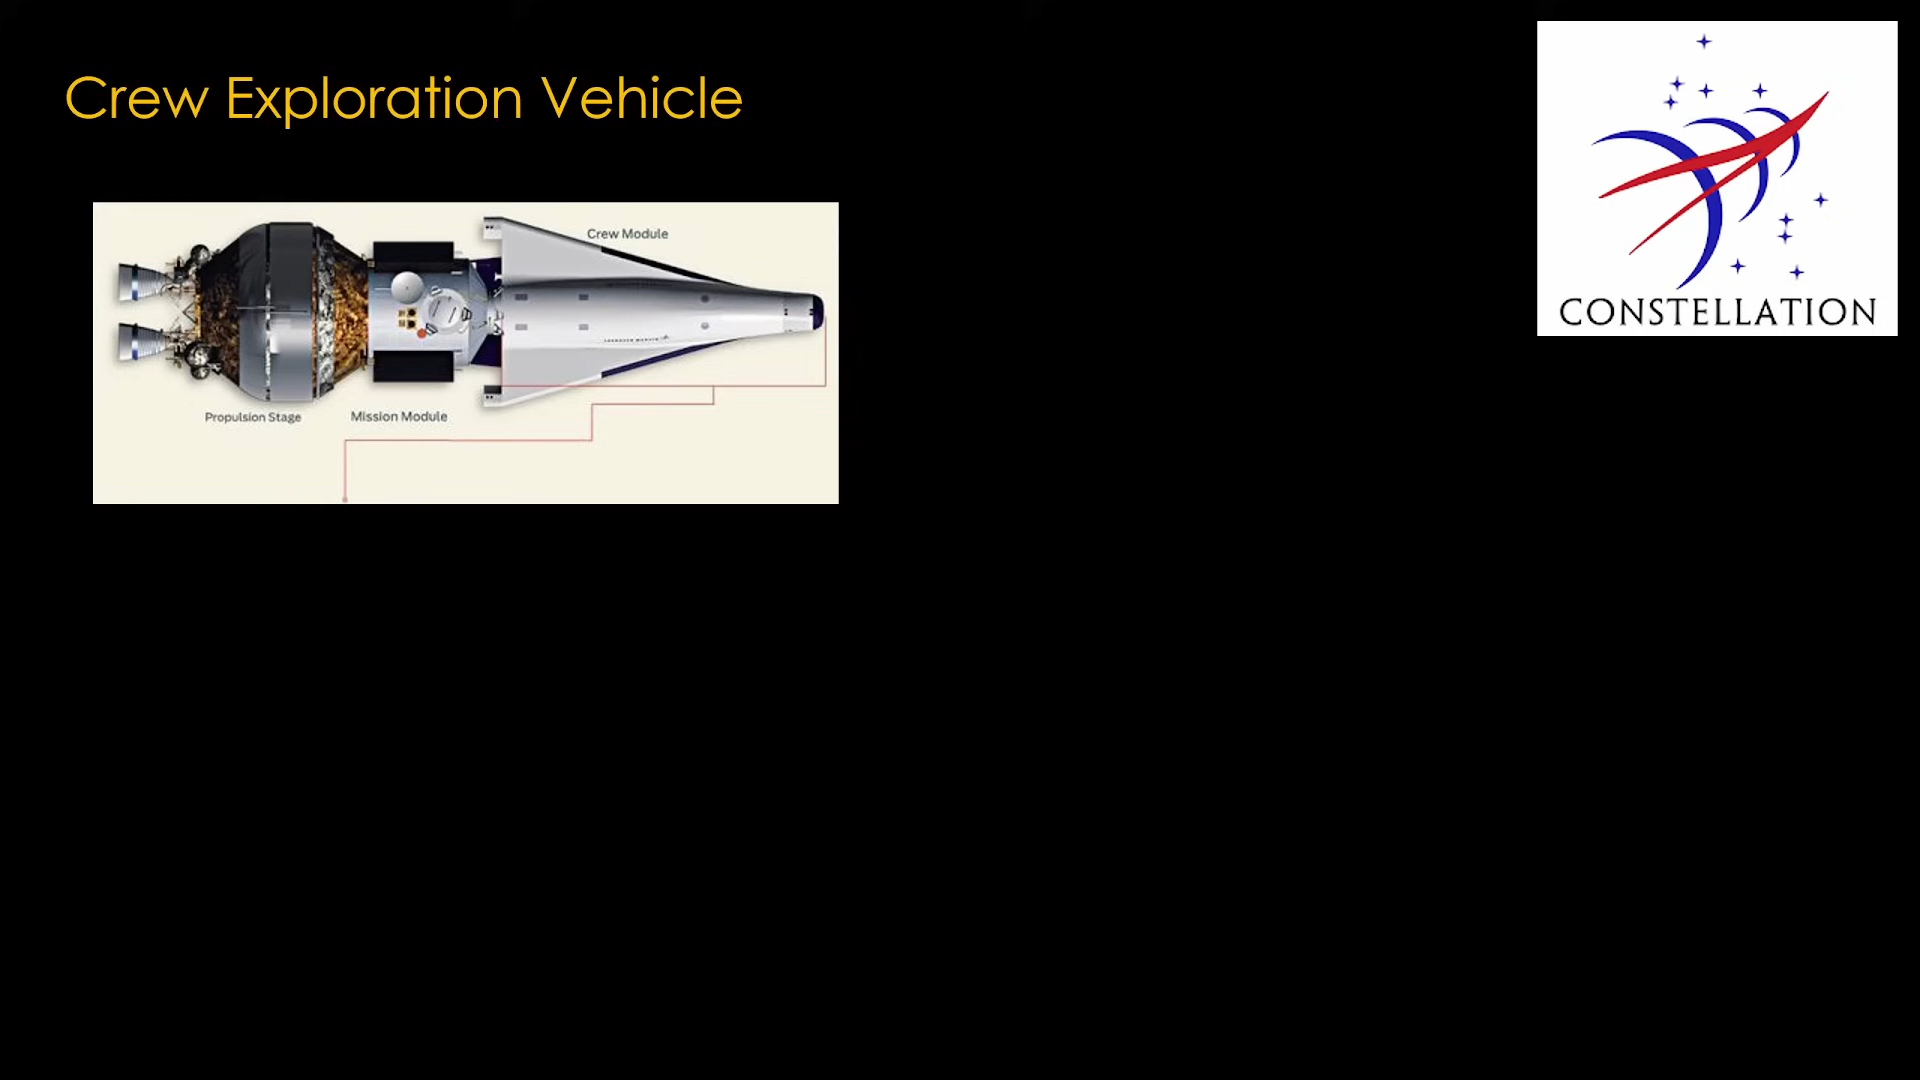 Crew Exploration Vehicle
Crew Module
Propulsion Stage
Mission Module
CONSTELLATION